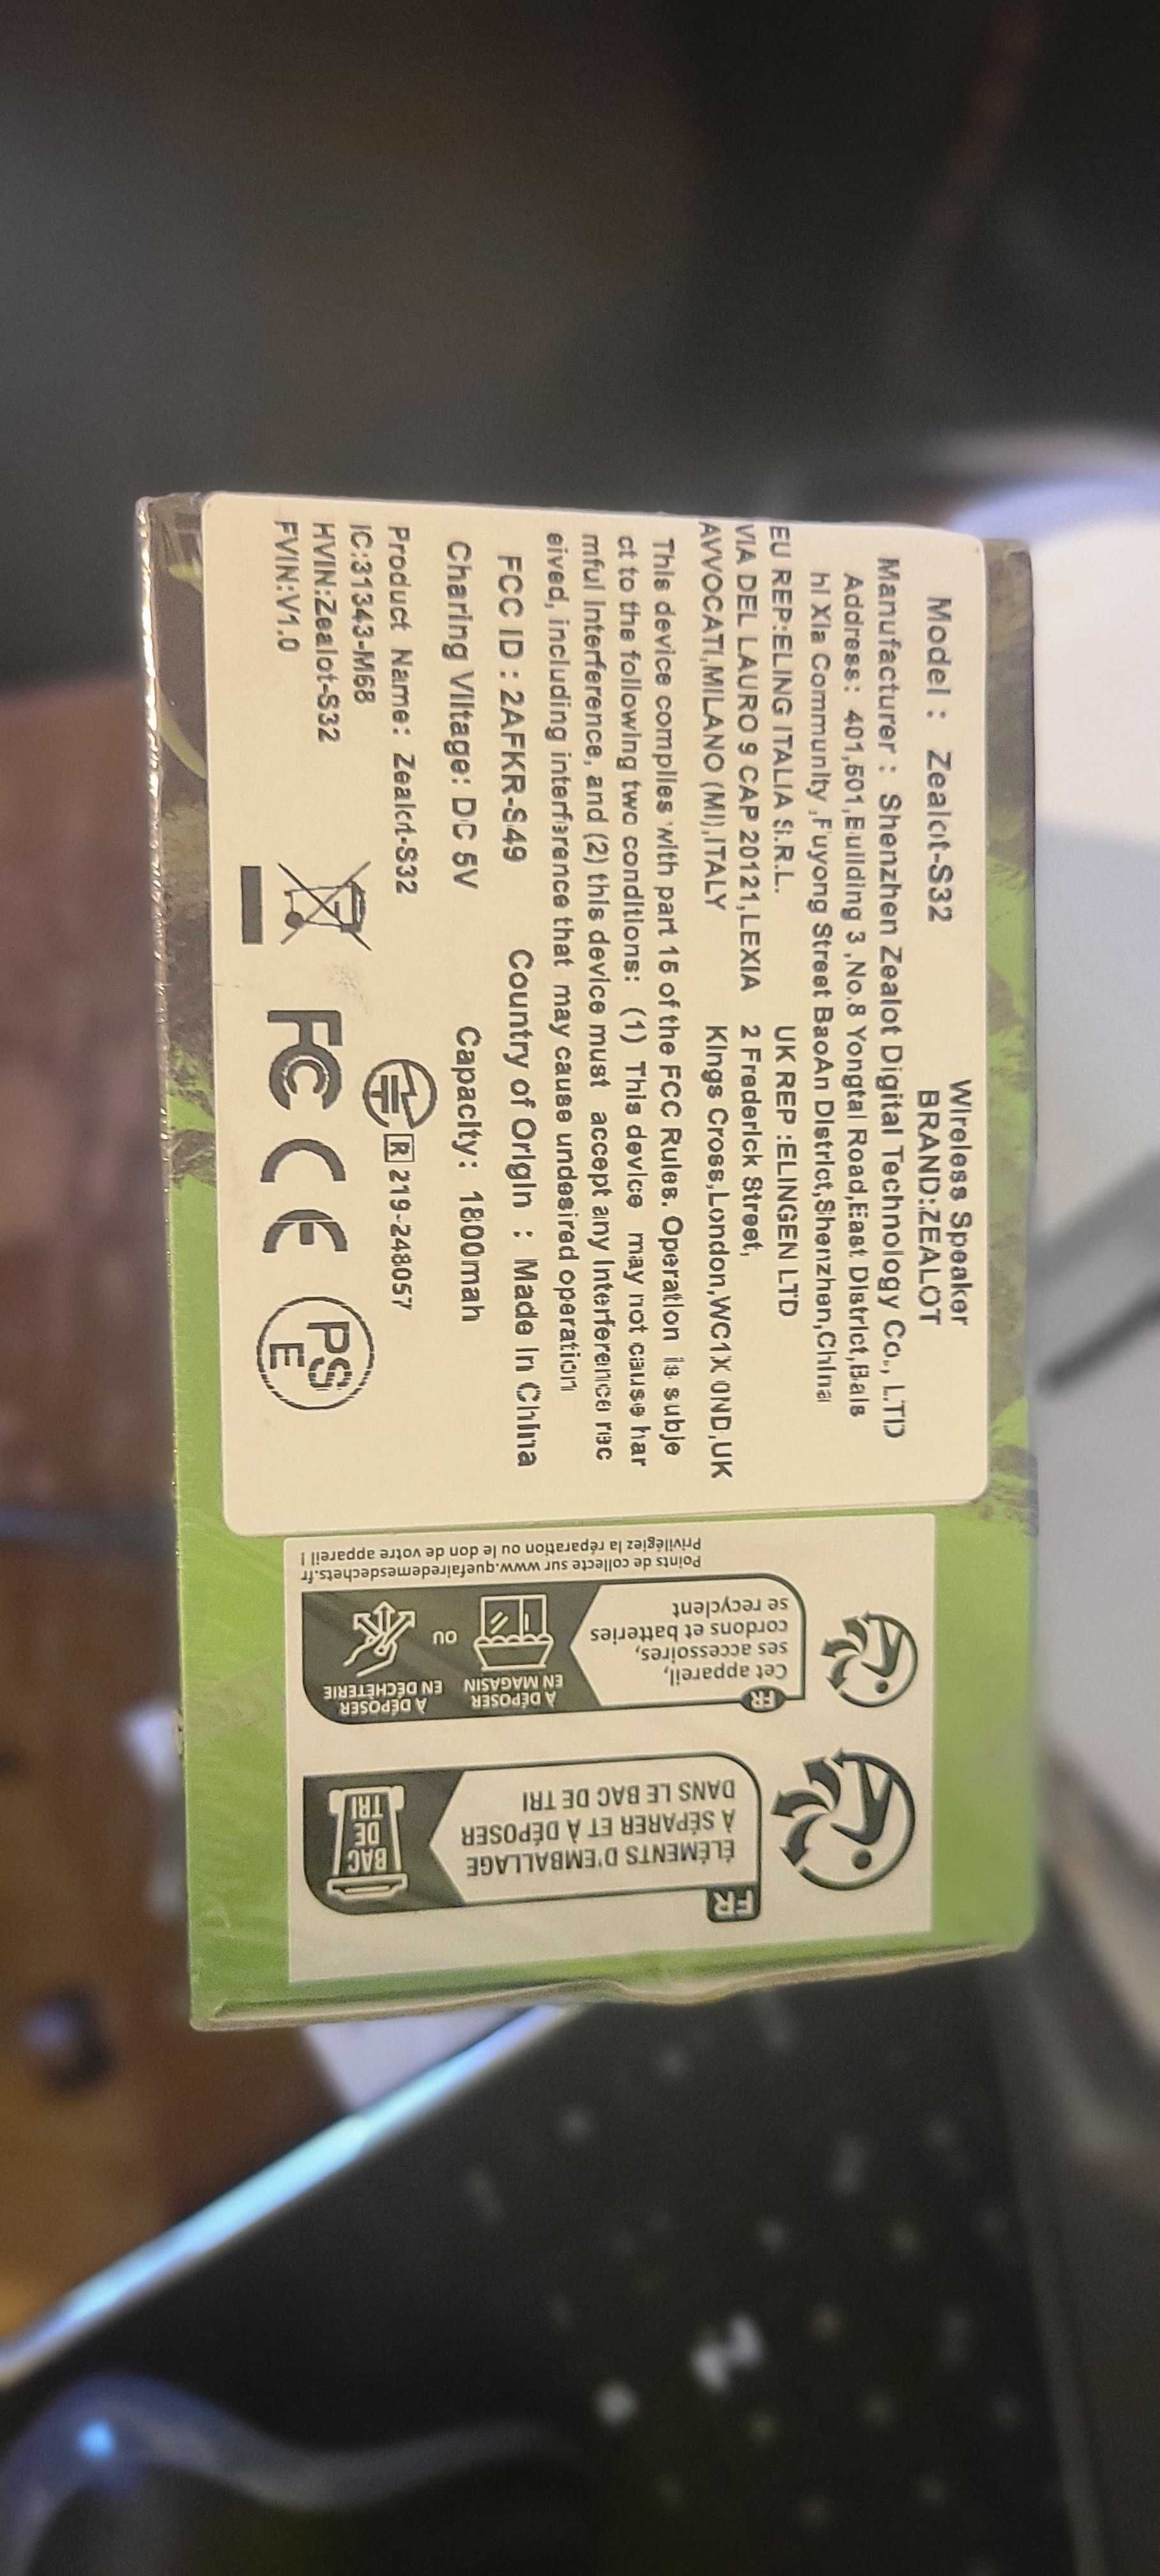 Wireless Speaker
Model : Zealot-S32 BRAND:ZEALOT
Manufacturer : Shenzhen Zealot Digital Technology Co., LTD
Address: 401,501,Building 3 ,No.8 Yongtai Road,East District,Bais
hi Xia Community ,Fuyong Street BaoAn District,Shenzhen,China
EU REP:ELING ITALIA S.R.L. UK REP :ELINGEN LTD
VIA DEL LAURO 9 CAP 20121,LEXIA 2 Frederick Street,
AVVOCATI,MILANO (MI),ITALY Kings Cross,London,WC1X 0ND,UK
This device complies with part 15 of the FCC Rules. Operation is subje
ct to the following two conditions: (1) This device may not cause har
mful interference, and (2) this device must accept any interference rec
eived, including interference that may cause undesired operation
FCC ID : 2AFKR-S49 Country of Origin : Made in China
Charing Viltage: DC 5V Capacity: 1800mah
Product Name: Zealot-S32
R 219-248057
IC:31343-M68
HVIN:Zealot-S32
FVIN:V1.0
FC CE PSE
FR
ÉLÉMENTS D'EMBALLAGE
À SÉPARER ET À DÉPOSER
DANS LE BAC DE TRI
BAC
DE
TRI
FR
Cet appareil,
ses accessoires,
cordons et batteries
se recyclent
À DÉPOSER
EN MAGASIN
OU
À DÉPOSER
EN DÉCHÈTERIE
Points de collecte sur www.quefairedemesdechets.fr
Privilégiez la réparation ou le don de votre appareil !